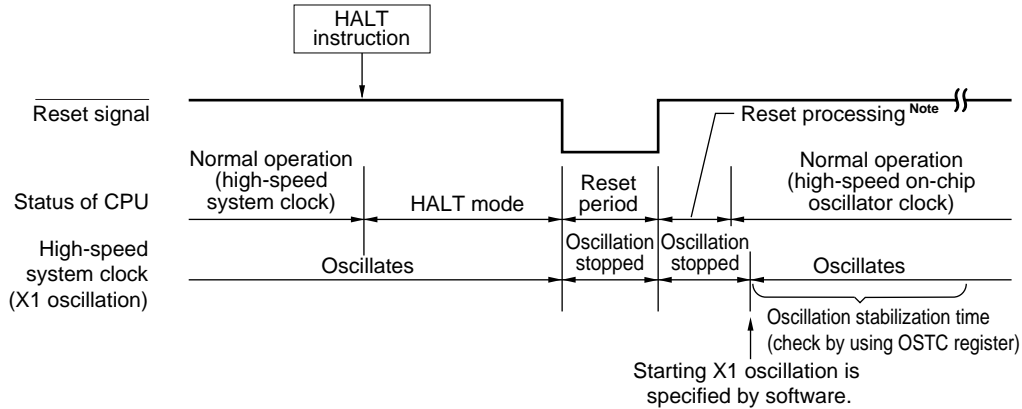 HALT
instruction
Reset signal
Reset processing Note
Normal operation
(high-speed
system clock)
Reset
period
Normal operation
(high-speed on-chip
oscillator clock)
Status of CPU
HALT mode
High-speed
system clock
(X1 oscillation)
Oscillates
Oscillation
stopped
Oscillation
stopped
Oscillates
Oscillation stabilization time
(check by using OSTC register)
Starting X1 oscillation is
specified by software.